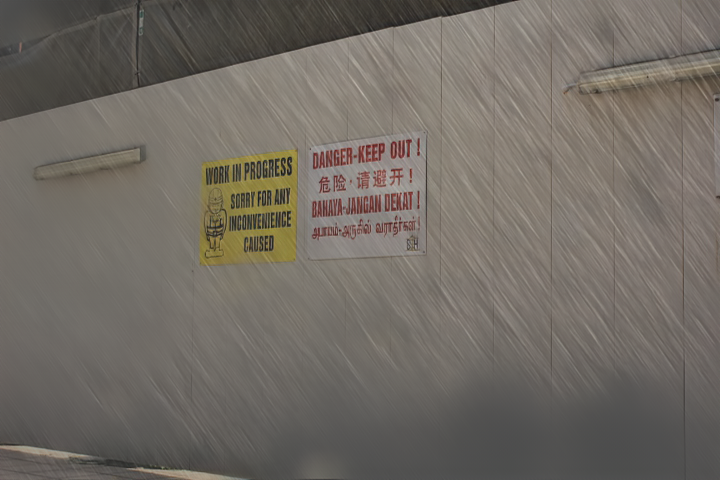 WORK IN PROGRESS
SORRY FOR ANY
INCONVENIENCE
CAUSED
DANGER-KEEP OUT !
危险·请避开！
BAHAYA-JANGAN DEKAT !
அபாயம்-அருகில் வராதீர்கள்!